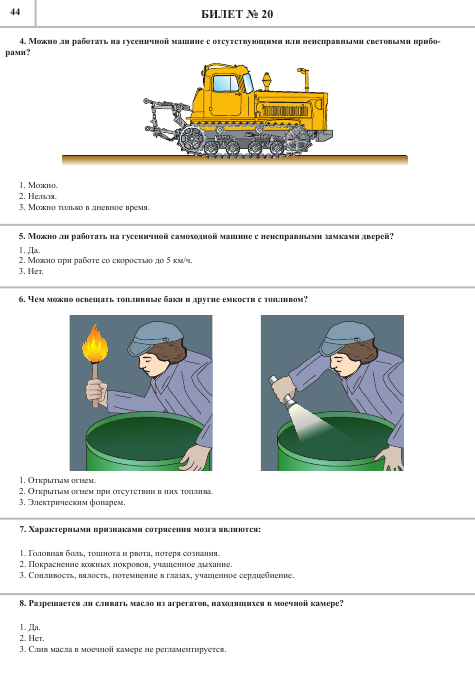 44
БИЛЕТ № 20
4. Можно ли работать на гусеничной машине с отсутствующими или неисправными световыми прибо-
рами?
1. Можно.
2. Нельзя.
3. Можно только в дневное время.
5. Можно ли работать на гусеничной самоходной машине с неисправными замками дверей?
1. Да.
2. Можно при работе со скоростью до 5 км/ч.
3. Нет.
6. Чем можно освещать топливные баки и другие емкости с топливом?
1. Открытым огнем.
2. Открытым огнем при отсутствии в них топлива.
3. Электрическим фонарем.
7. Характерными признаками сотрясения мозга являются:
1. Головная боль, тошнота и рвота, потеря сознания.
2. Покраснение кожных покровов, учащенное дыхание.
3. Сонливость, вялость, потемнение в глазах, учащенное сердцебиение.
8. Разрешается ли сливать масло из агрегатов, находящихся в моечной камере?
1. Да.
2. Нет.
3. Слив масла в моечной камере не регламентируется.